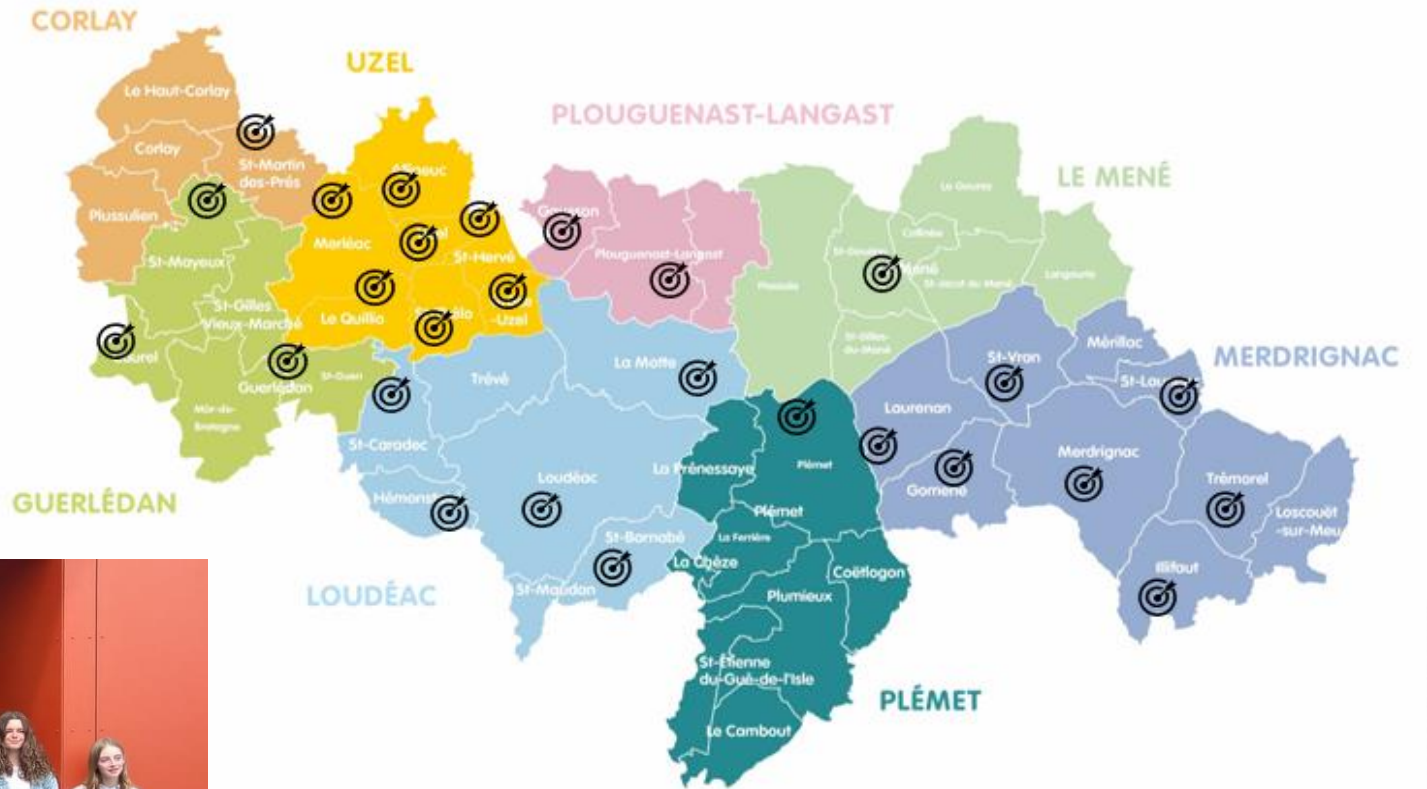 CORLAY
UZEL
PLOUGUENAST-LANGAST
LE MENÉ
MERDRIGNAC
GUERLÉDAN
LOUDÉAC
PLÉMET
Le Haut-Corlay
Corlay
St-Martin
des-Prés
Plussulien
St-Mayeux
St-Gilles
Vieux-Marché
Guerlédan
St-Guen
Mûr-de-
Bretagne
Merléac
St-Hervé
Le Quillio
-Uzel
Plouguenast-Langast
Le Gouray
Collinée
St-Jacut-du-Mené
Langourla
Plessala
St-Gilles-
du-Mené
Trévé
La Motte
St-Caradec
Loudéac
St-Barnabé
St-Maudan
La Prénessaye
Plémet
Plémet
La Ferrière
La Chèze
Coëtlogon
Plumieux
St-Étienne
du-Gué-de-l'Isle
Le Cambout
St-Vran
Mérillac
Laurenan
Merdrignac
Gomené
Trémorel
Loscouët
-sur-Meu
Illifaut